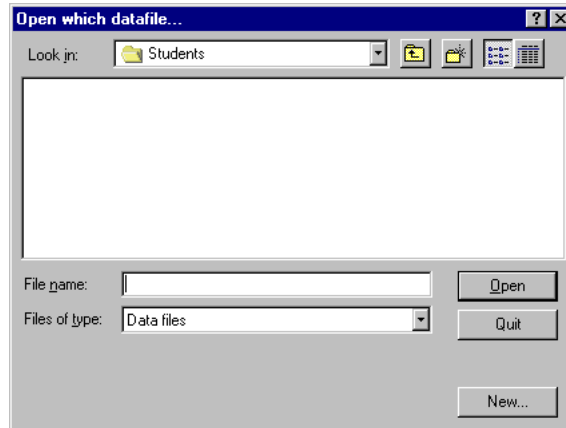 Open which datafile...
Look in: Students
File name: Open
Files of type: Data files Quit
New...